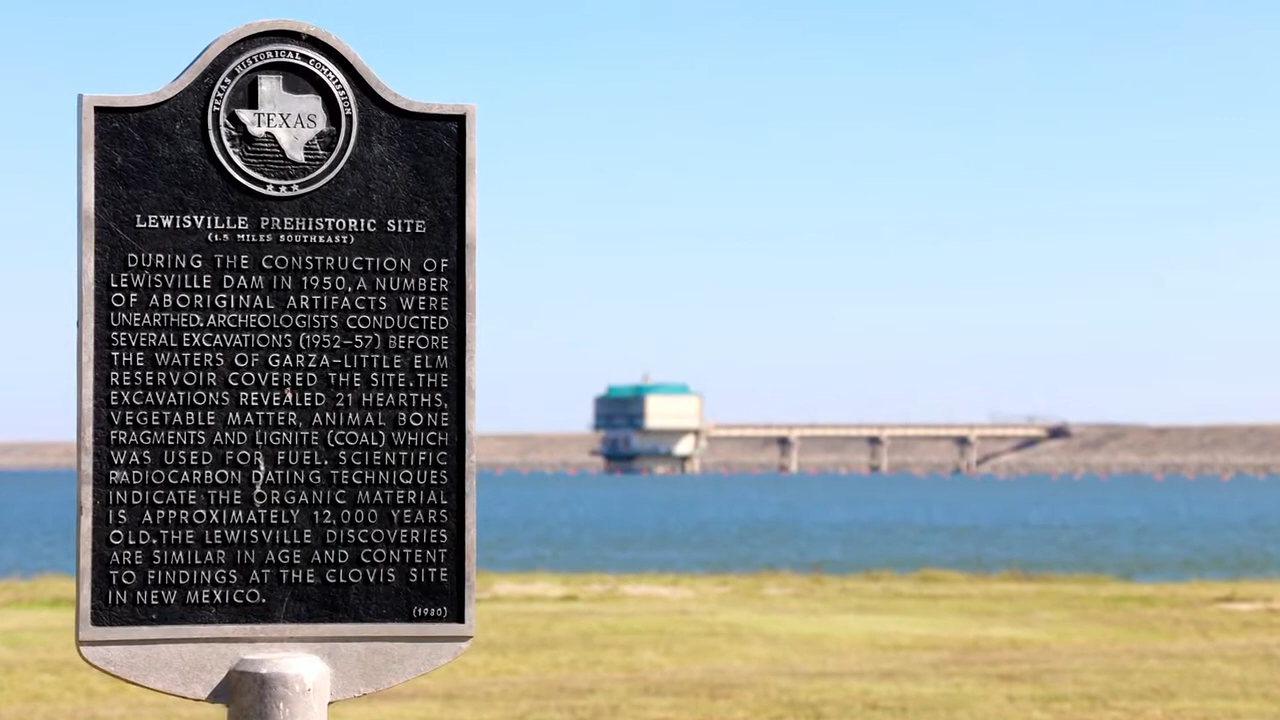 TEXAS HISTORICAL COMMISSION
TEXAS
LEWISVILLE PREHISTORIC SITE
(1.5 MILES SOUTHEAST)
DURING THE CONSTRUCTION OF
LEWISVILLE DAM IN 1950, A NUMBER
OF ABORIGINAL ARTIFACTS WERE
UNEARTHED. ARCHEOLOGISTS CONDUCTED
SEVERAL EXCAVATIONS (1952–57) BEFORE
THE WATERS OF GARZA–LITTLE ELM
RESERVOIR COVERED THE SITE. THE
EXCAVATIONS REVEALED 21 HEARTHS,
VEGETABLE MATTER, ANIMAL BONE
FRAGMENTS AND LIGNITE (COAL) WHICH
WAS USED FOR FUEL. SCIENTIFIC
RADIOCARBON DATING TECHNIQUES
INDICATE THE ORGANIC MATERIAL
IS APPROXIMATELY 12,000 YEARS
OLD. THE LEWISVILLE DISCOVERIES
ARE SIMILAR IN AGE AND CONTENT
TO FINDINGS AT THE CLOVIS SITE
IN NEW MEXICO.
(1980)